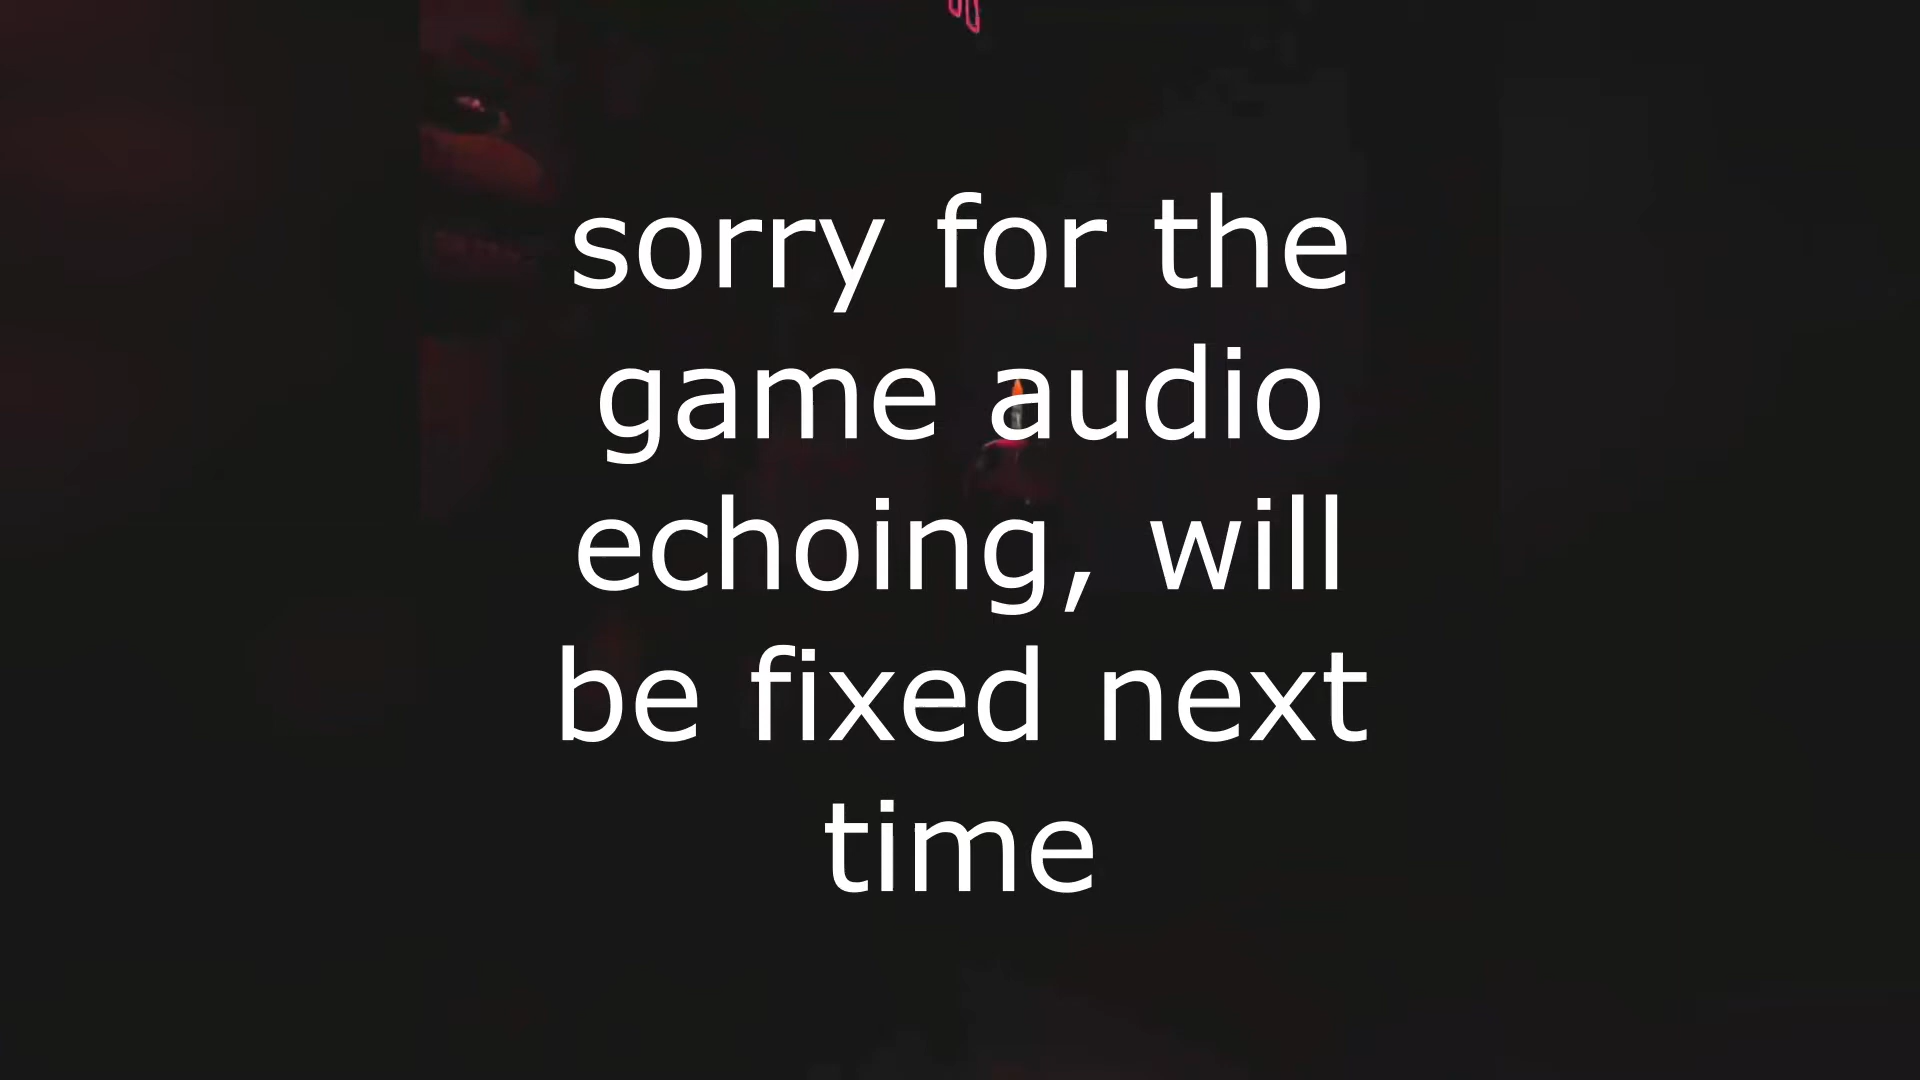 sorry for the
game audio
echoing, will
be fixed next
time